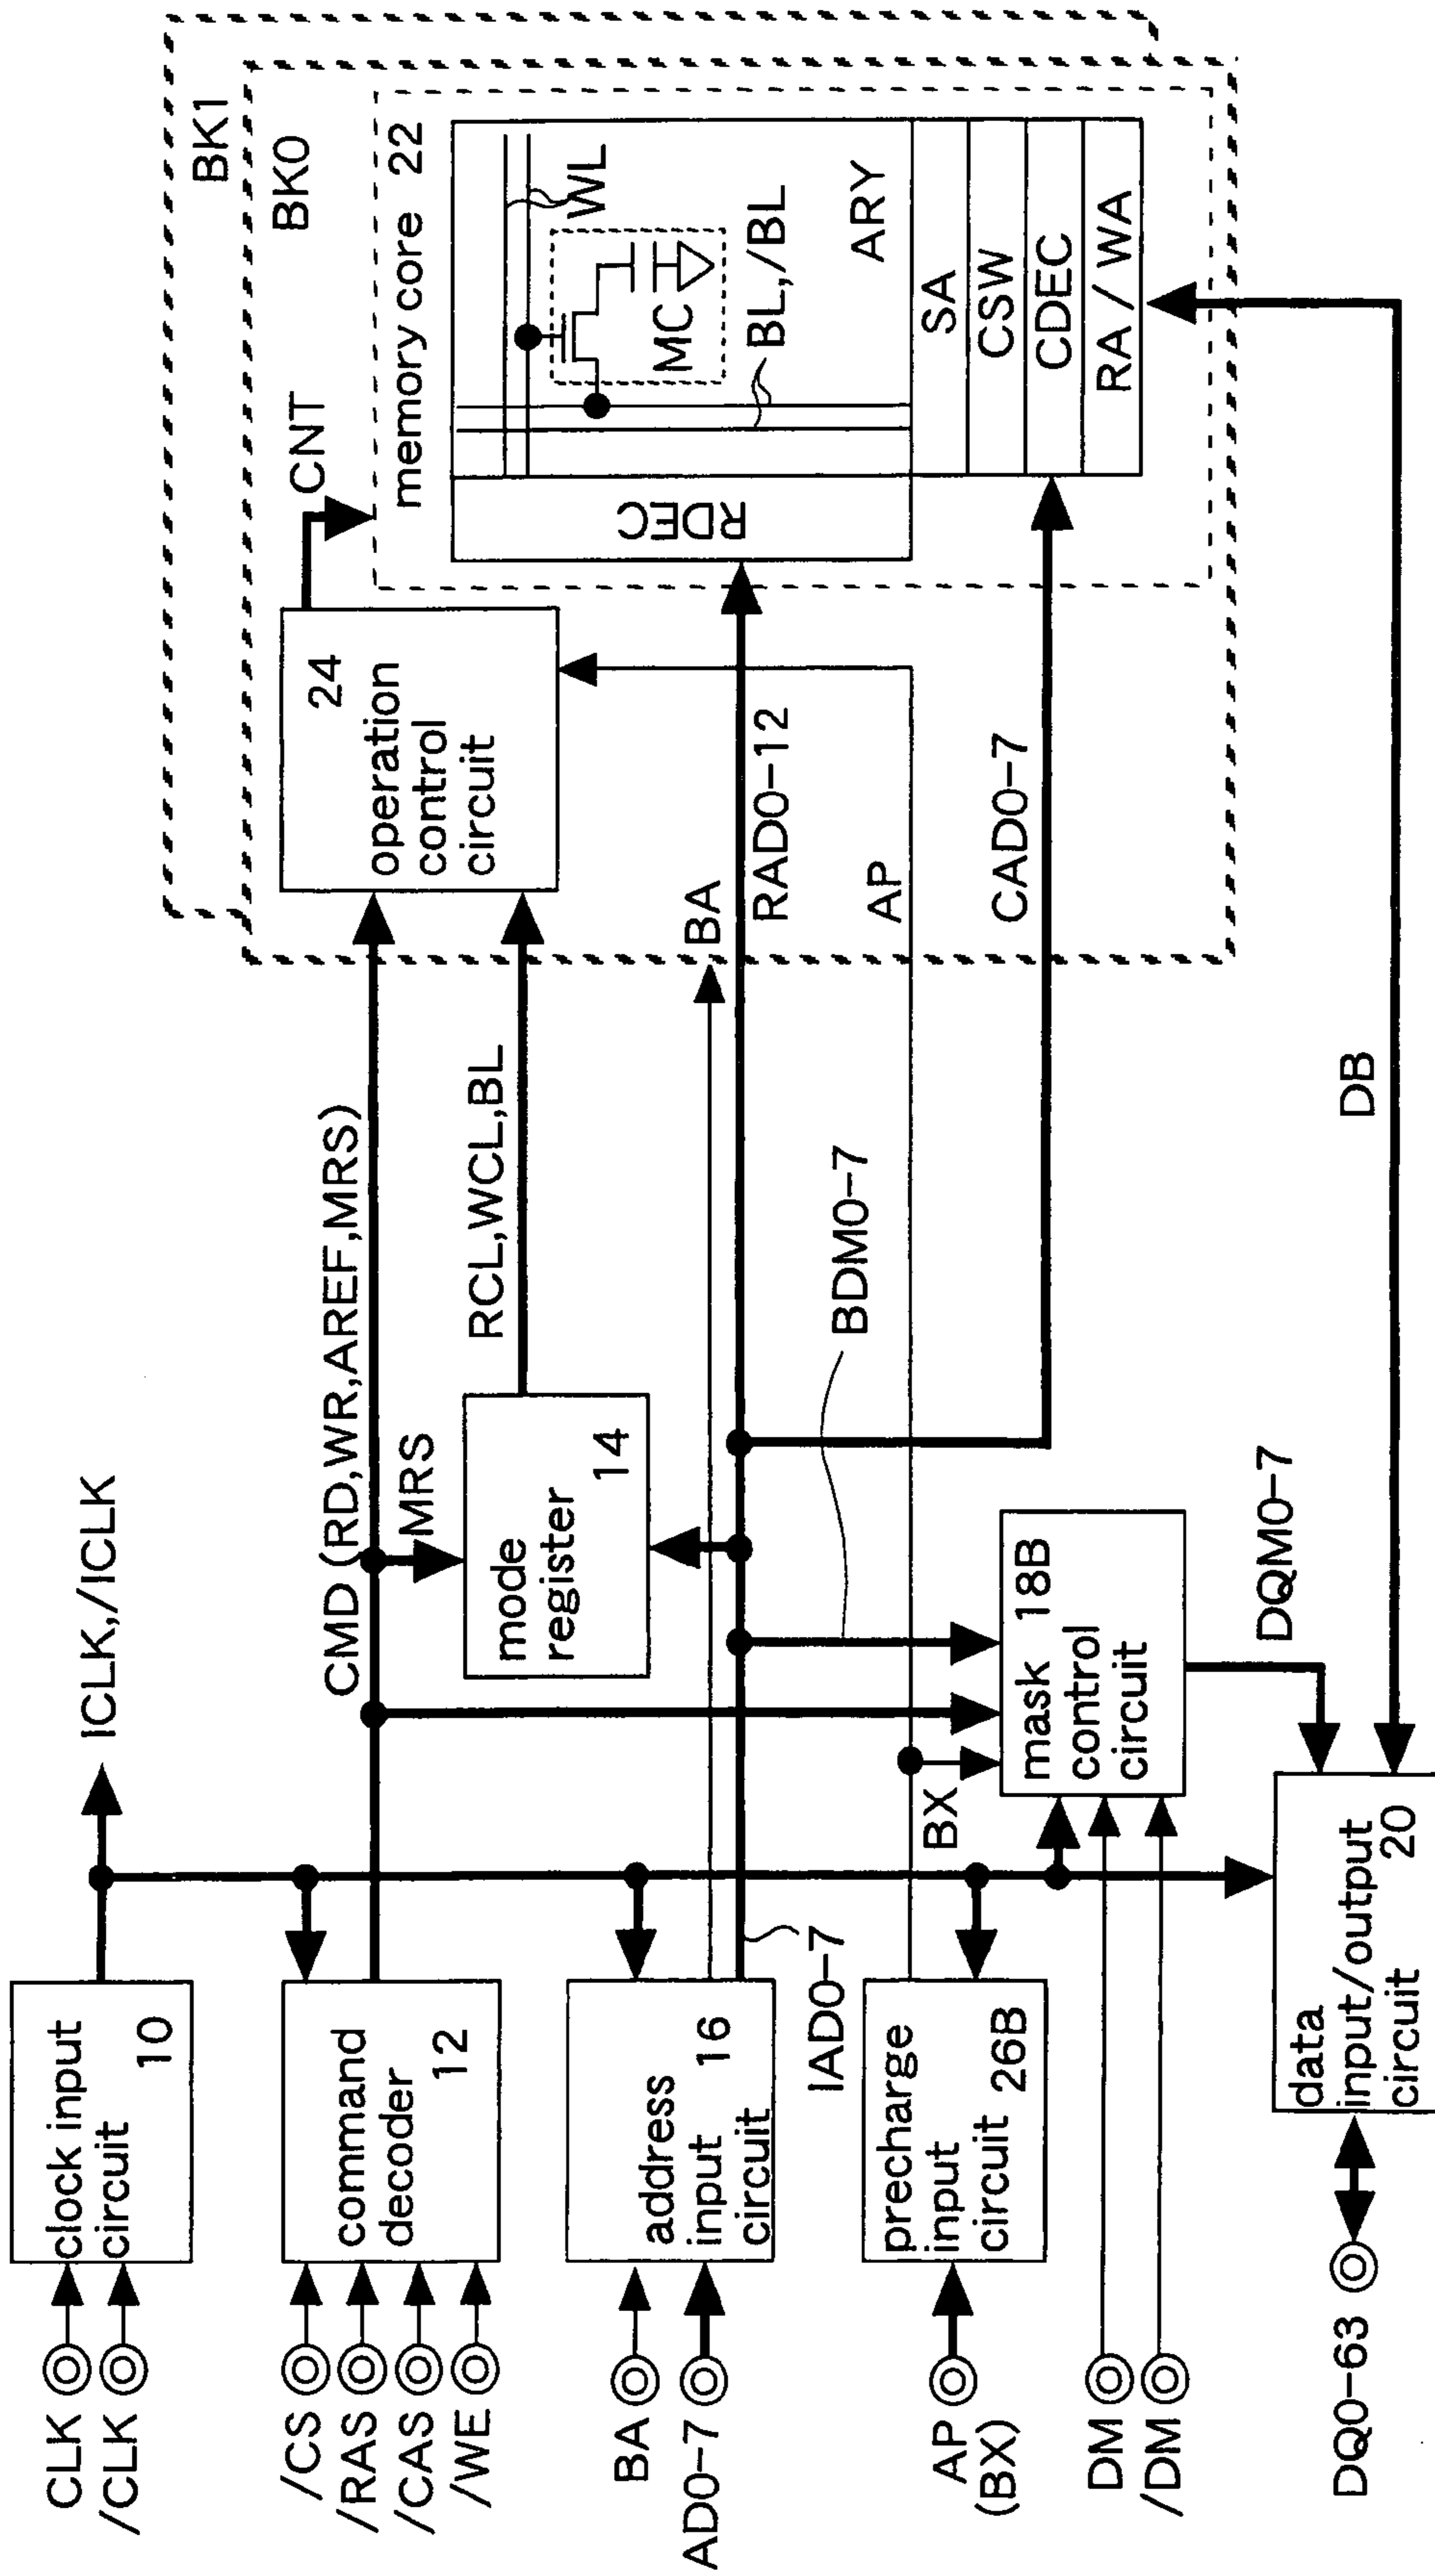 CLK
/CLK
clock input
circuit
10
ICLK,/ICLK
/CS
/RAS
/CAS
/WE
command
decoder
12
CMD (RD,WR,AREF,MRS)
MRS
mode
register
14
RCL,WCL,BL
24
operation
control
circuit
CNT
BK1
BK0
memory core 22
WL
MC
BL,/BL
ARY
RDEC
SA
CSW
CDEC
RA / WA
BA
AD0-7
address
input
circuit
16
IAD0-7
BA
RAD0-12
AP
CAD0-7
BDM0-7
AP
(BX)
precharge
input
circuit
26B
BX
DM
/DM
mask 18B
control
circuit
DQM0-7
DB
DQ0-63
data
input/output
circuit
20